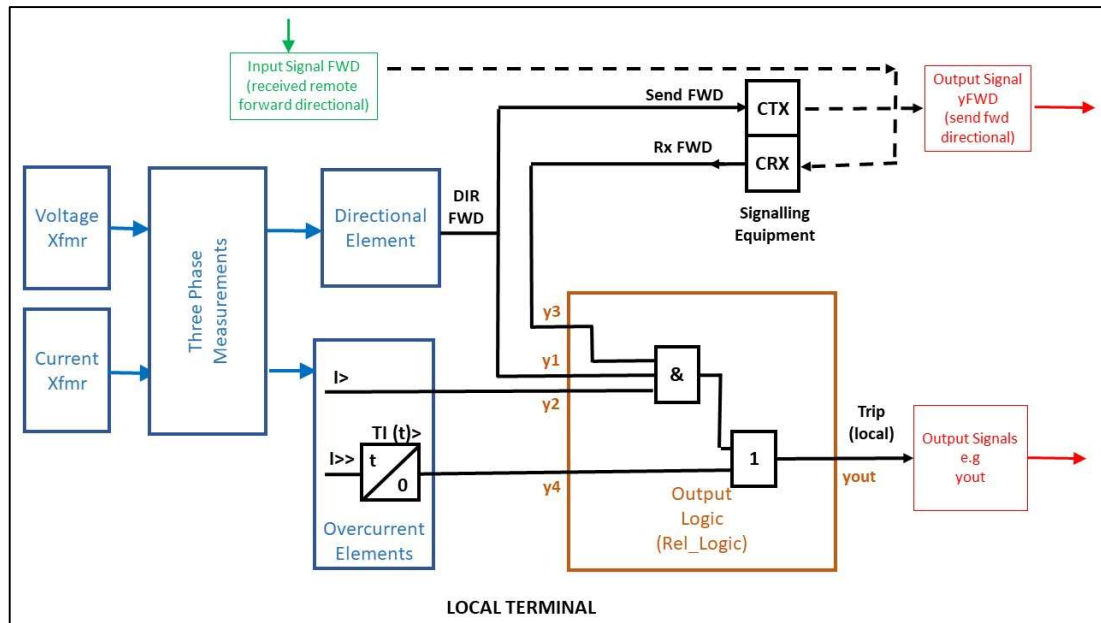 Input Signal FWD
(received remote
forward directional)
Send FWD
CTX
Output Signal
yFWD
(send fwd
directional)
Rx FWD
CRX
Signalling
Equipment
Voltage
Xfmr
Three Phase
Measurements
Directional
Element
DIR
FWD
Current
Xfmr
I>
TI (t)>
I>>
t
0
Overcurrent
Elements
y3
y1
y2
y4
&
1
Output
Logic
(Rel_Logic)
Trip
(local)
yout
Output Signals
e.g
yout
LOCAL TERMINAL